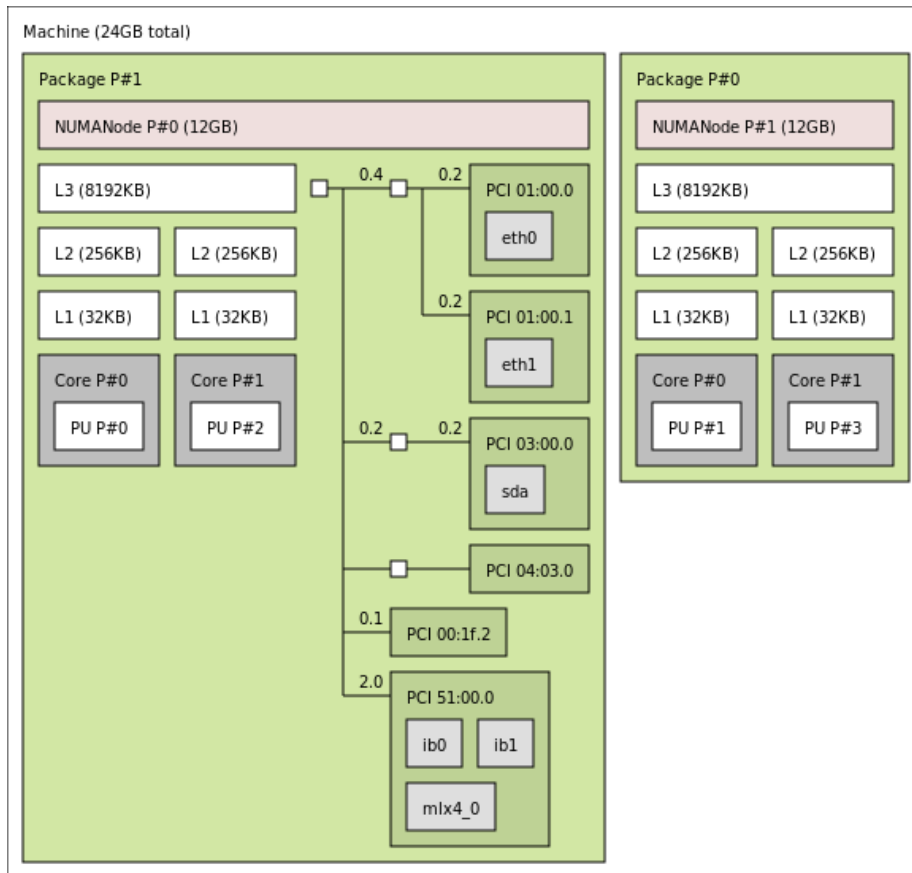 Machine (24GB total)
Package P#1
NUMANode P#0 (12GB)
L3 (8192KB)
L2 (256KB)
L2 (256KB)
L1 (32KB)
L1 (32KB)
Core P#0
PU P#0
Core P#1
PU P#2
0.4
0.2
PCI 01:00.0
eth0
0.2
PCI 01:00.1
eth1
0.2
0.2
PCI 03:00.0
sda
PCI 04:03.0
0.1
PCI 00:1f.2
2.0
PCI 51:00.0
ib0
ib1
mlx4_0
Package P#0
NUMANode P#1 (12GB)
L3 (8192KB)
L2 (256KB)
L2 (256KB)
L1 (32KB)
L1 (32KB)
Core P#0
PU P#1
Core P#1
PU P#3